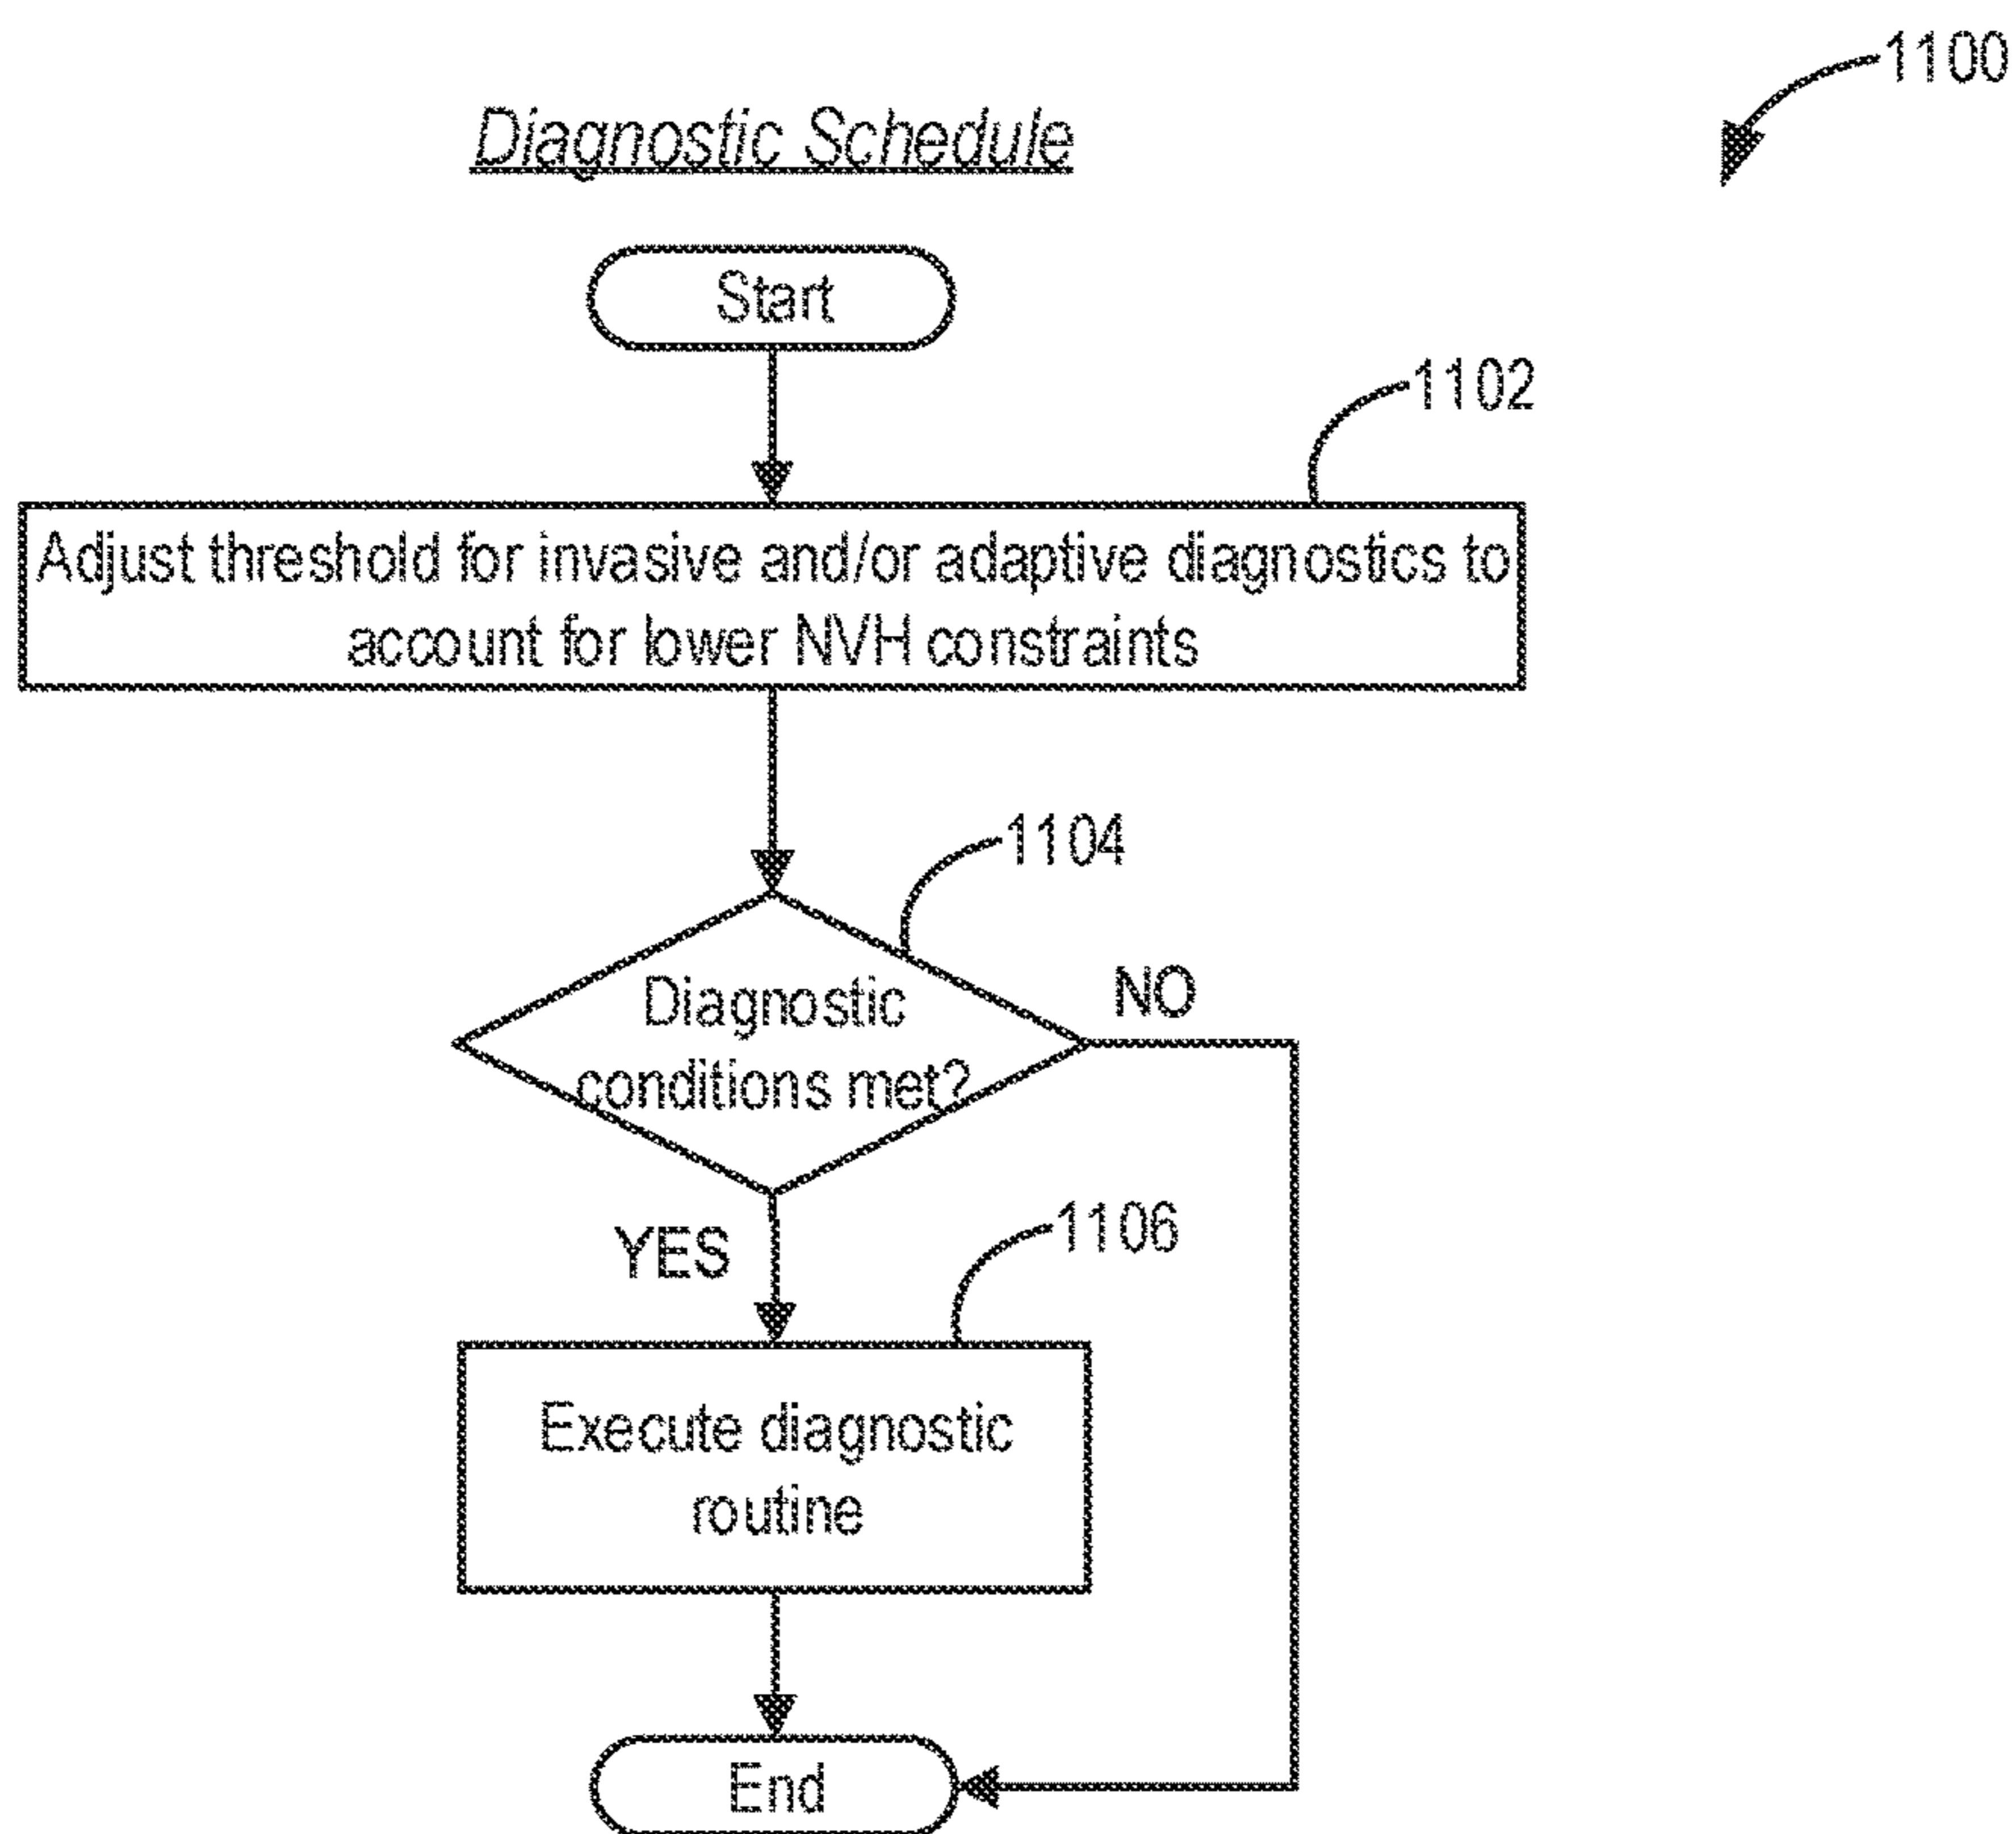 1100
Diagnostic Schedule
Start
1102
Adjust threshold for invasive and/or adaptive diagnostics to
account for lower NVH constraints
1104
Diagnostic
conditions met?
NO
YES
1106
Execute diagnostic
routine
End